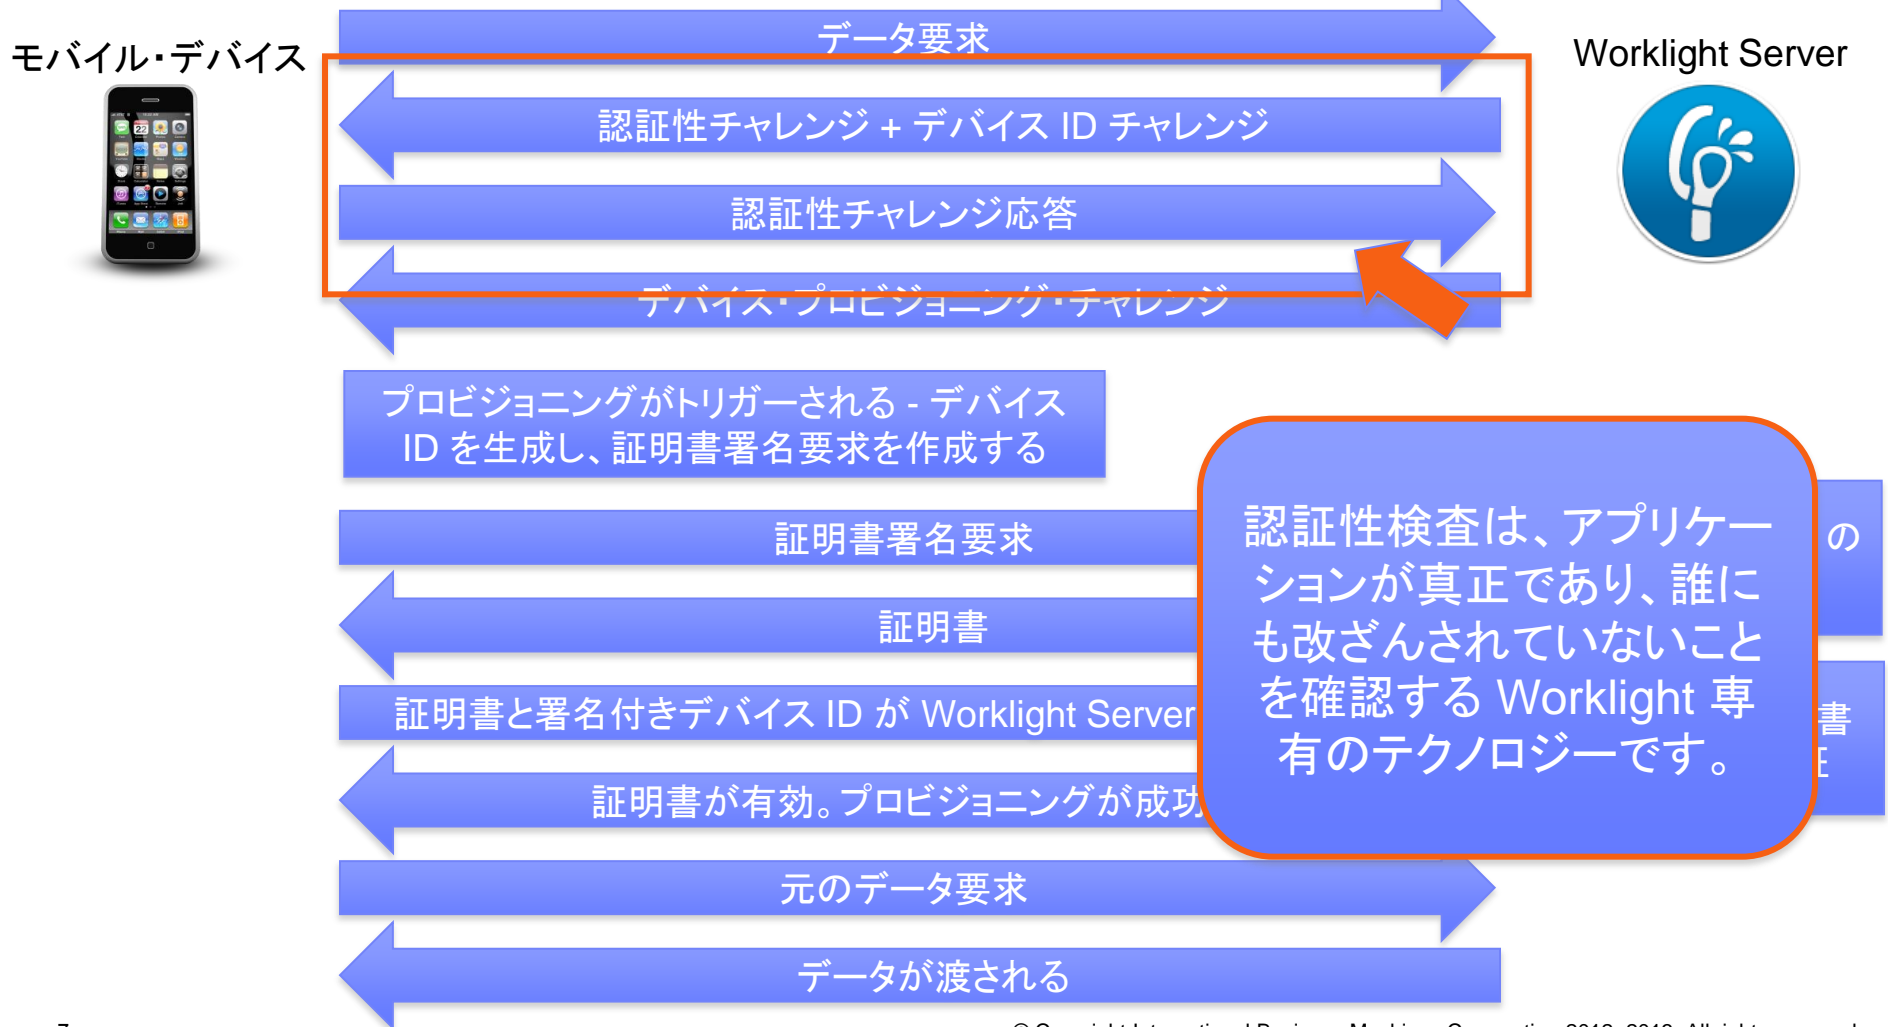 データ要求
モバイル・デバイス
Worklight Server
認証性チャレンジ + デバイス ID チャレンジ
認証性チャレンジ応答
デバイス・プロビジョニング・チャレンジ
プロビジョニングがトリガーされる - デバイス
ID を生成し、証明書署名要求を作成する
証明書署名要求
の
証明書
証明書と署名付きデバイス ID が Worklight Server
書
証明書が有効。プロビジョニングが成功
認証性検査は、アプリケー
ションが真正であり、誰に
も改ざんされていないこと
を確認する Worklight 専
有のテクノロジーです。
元のデータ要求
データが渡される
© Copyright International Business Machines Corporation 2012, 2013. All rights reserved.